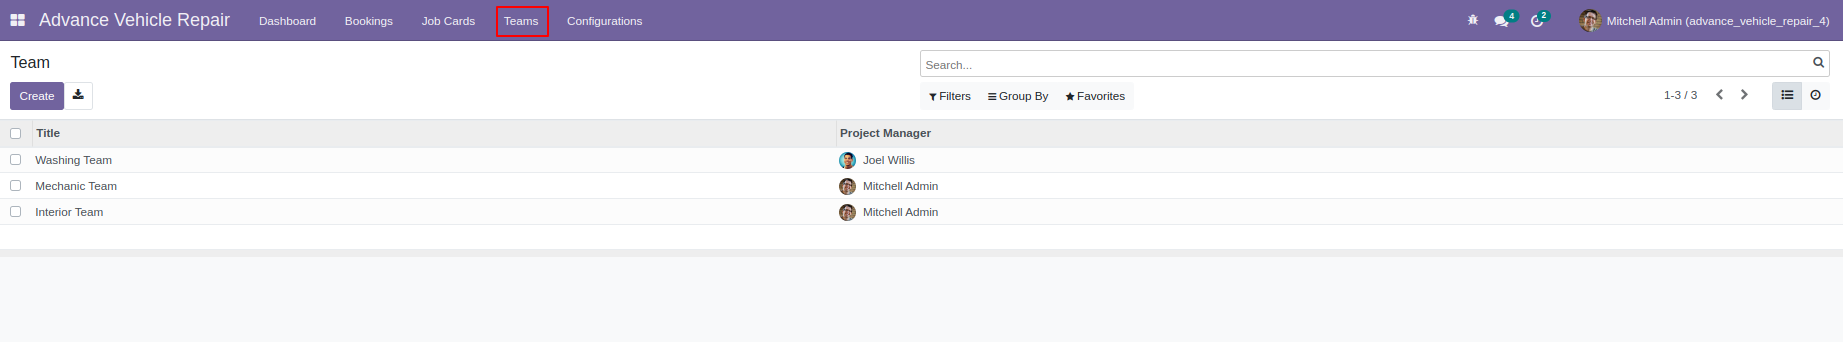 Advance Vehicle Repair Dashboard Bookings Job Cards Teams Configurations 4 2 Mitchell Admin (advance_vehicle_repair_4)
Team Search...
Create Filters Group By Favorites 1-3 / 3
Title Project Manager
Washing Team Joel Willis
Mechanic Team Mitchell Admin
Interior Team Mitchell Admin